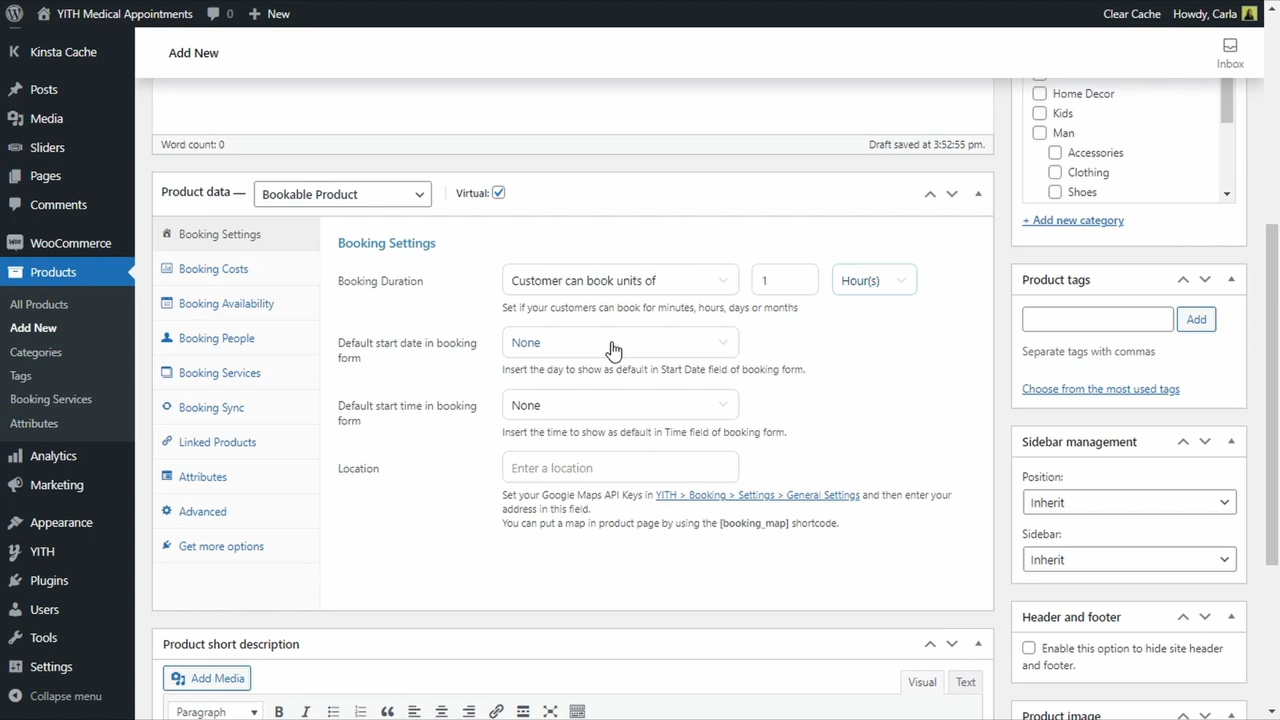 YITH Medical Appointments
0
New
Clear Cache
Howdy, Carla
Kinsta Cache
Posts
Media
Sliders
Pages
Comments
WooCommerce
Products
All Products
Add New
Categories
Tags
Booking Services
Attributes
Analytics
Marketing
Appearance
YITH
Plugins
Users
Tools
Settings
Collapse menu
Add New
Inbox
Word count: 0
Draft saved at 3:52:55 pm.
Product data —
Bookable Product
Virtual:
Booking Settings
Booking Costs
Booking Availability
Booking People
Booking Services
Booking Sync
Linked Products
Attributes
Advanced
Get more options
Booking Settings
Booking Duration
Customer can book units of
1
Hour(s)
Set if your customers can book for minutes, hours, days or months
Default start date in booking
form
None
Insert the day to show as default in Start Date field of booking form.
Default start time in booking
form
None
Insert the time to show as default in Time field of booking form.
Location
Enter a location
Set your Google Maps API Keys in YITH > Booking > Settings > General Settings and then enter your
address in this field.
You can put a map in product page by using the [booking_map] shortcode.
Product short description
Add Media
Visual
Text
Paragraph
B
I
Home Decor
Kids
Man
Accessories
Clothing
Shoes
+ Add new category
Product tags
Add
Separate tags with commas
Choose from the most used tags
Sidebar management
Position:
Inherit
Sidebar:
Inherit
Header and footer
Enable this option to hide site header
and footer.
Product image